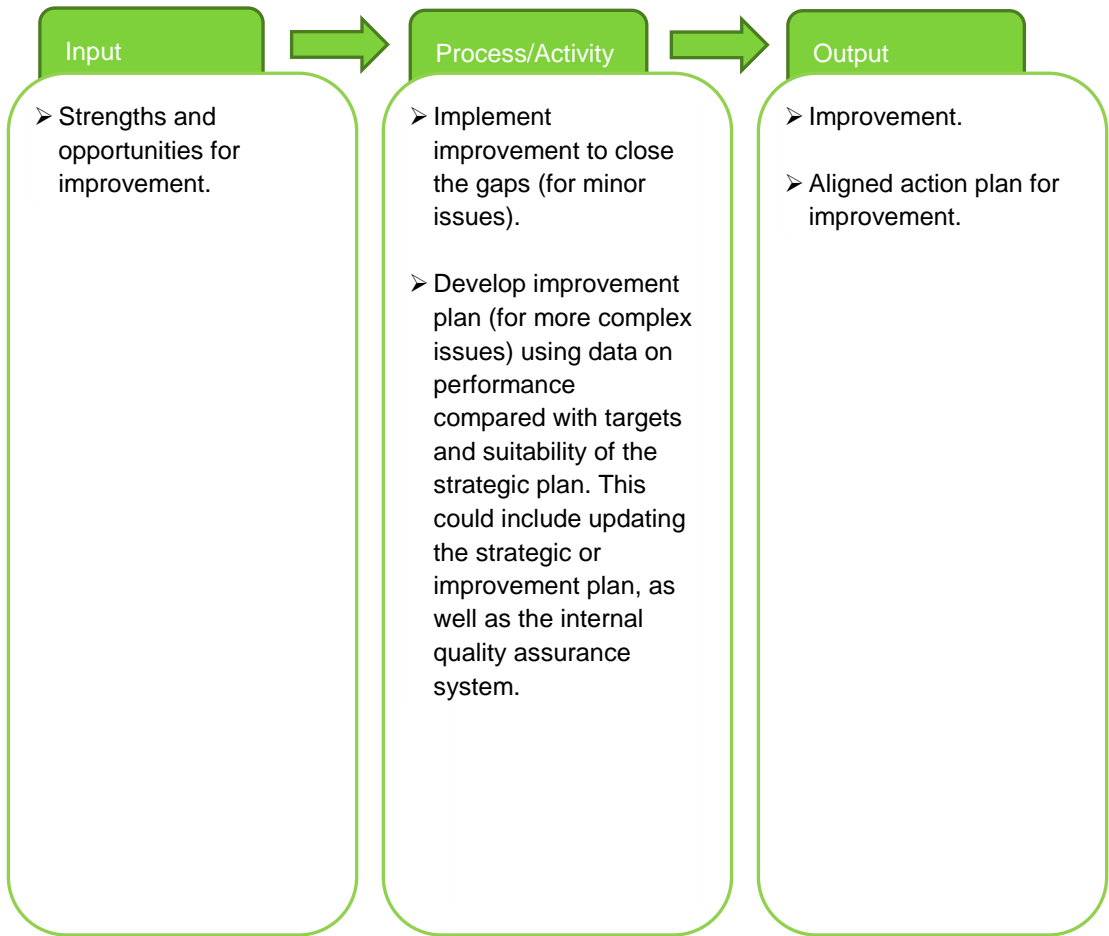 Input
Process/Activity
Output
➢ Strengths and
opportunities for
improvement.
➢ Implement
improvement to close
the gaps (for minor
issues).
➢ Develop improvement
plan (for more complex
issues) using data on
performance
compared with targets
and suitability of the
strategic plan. This
could include updating
the strategic or
improvement plan, as
well as the internal
quality assurance
system.
➢ Improvement.
➢ Aligned action plan for
improvement.